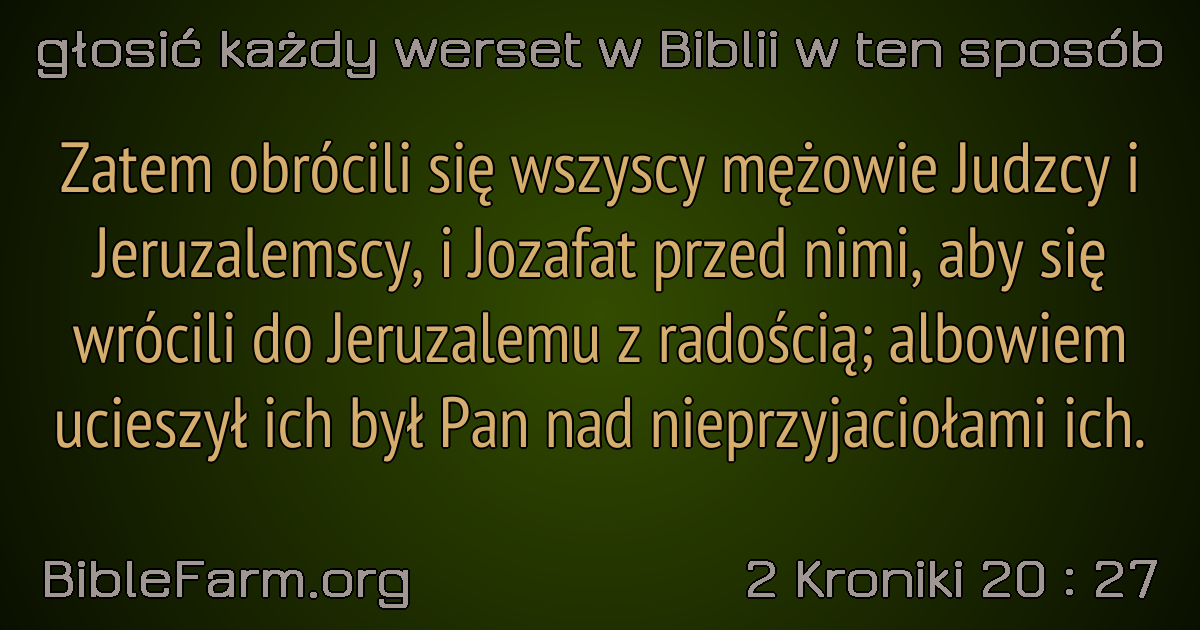 głosić każdy werset w Biblii w ten sposób
Zatem obrócili się wszyscy mężowie Judzcy i
Jeruzalemscy, i Jozafat przed nimi, aby się
wrócili do Jeruzalemu z radością; albowiem
ucieszył ich był Pan nad nieprzyjaciołami ich.
BibleFarm.org
2 Kroniki 20 : 27